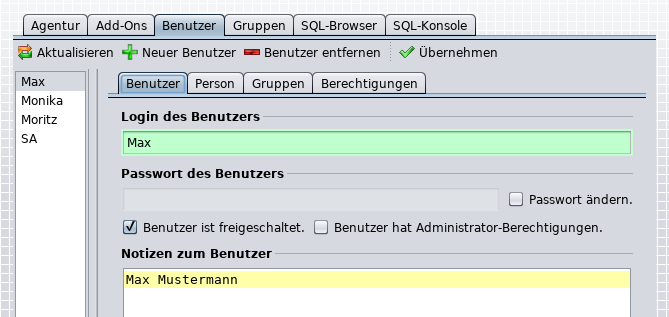 Agentur Add-Ons Benutzer Gruppen SQL-Browser SQL-Konsole
Aktualisieren Neuer Benutzer Benutzer entfernen Übernehmen
Max
Monika
Moritz
SA
Benutzer Person Gruppen Berechtigungen
Login des Benutzers
Max
Passwort des Benutzers
Passwort ändern.
Benutzer ist freigeschaltet. Benutzer hat Administrator-Berechtigungen.
Notizen zum Benutzer
Max Mustermann